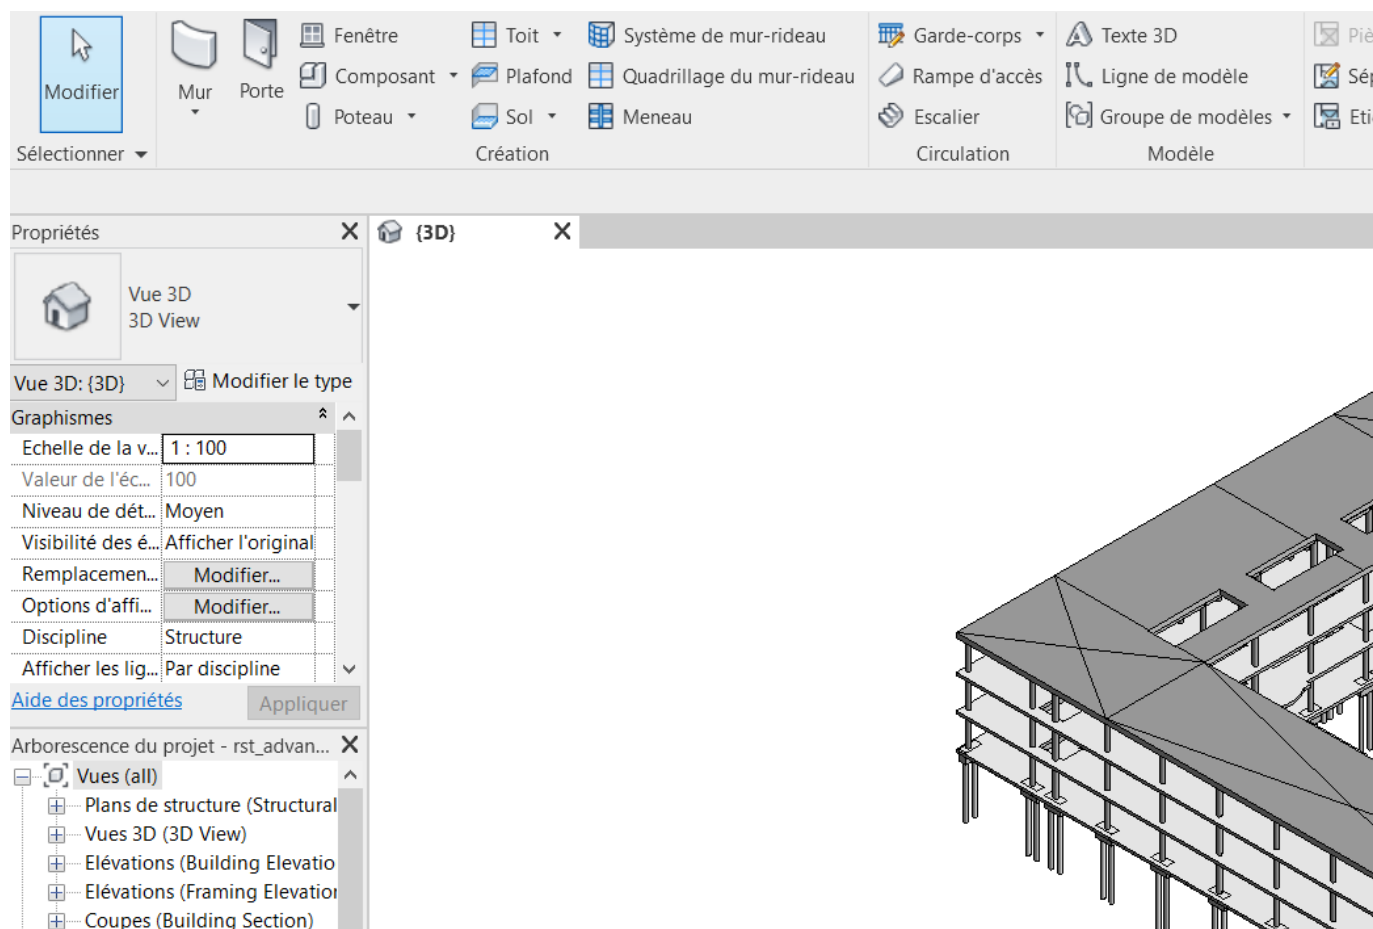 Modifier
Mur
Porte
Fenêtre
Composant
Poteau
Toit
Plafond
Sol
Système de mur-rideau
Quadrillage du mur-rideau
Meneau
Garde-corps
Rampe d'accès
Escalier
Texte 3D
Ligne de modèle
Groupe de modèles
Piè
Sép
Eti
Sélectionner
Création
Circulation
Modèle
Propriétés
{3D}
Vue 3D
3D View
Vue 3D: {3D}
Modifier le type
Graphismes
Echelle de la v... 1 : 100
Valeur de l'éc... 100
Niveau de dét... Moyen
Visibilité des é... Afficher l'original
Remplacemen... Modifier...
Options d'affi... Modifier...
Discipline Structure
Afficher les lig... Par discipline
Aide des propriétés Appliquer
Arborescence du projet - rst_advan...
Vues (all)
Plans de structure (Structural
Vues 3D (3D View)
Elévations (Building Elevatio
Elévations (Framing Elevation
Coupes (Building Section)